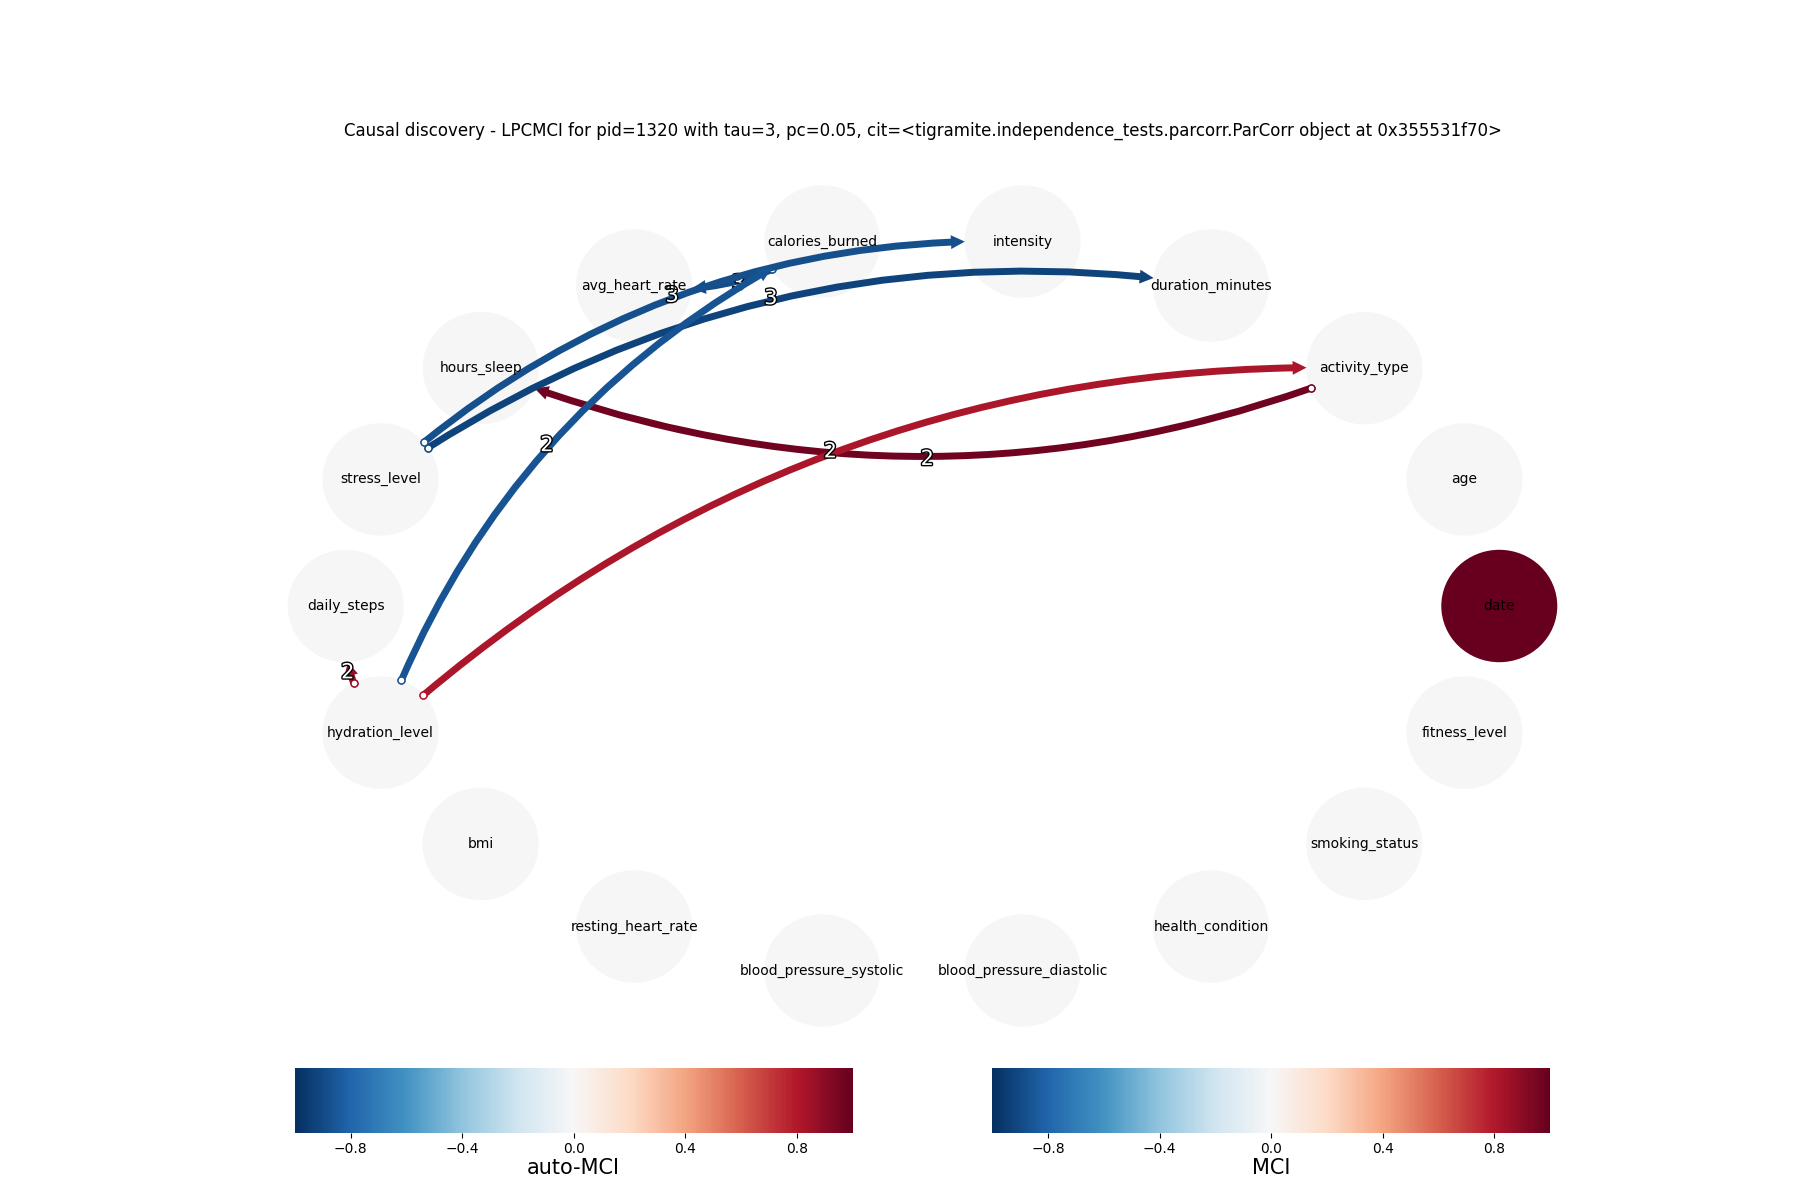 Causal discovery - LPCMCI for pid=1320 with tau=3, pc=0.05, cit=<tigramite.independence_tests.parcorr.ParCorr object at 0x355531f70>
calories_burned
intensity
avg_heart_rate
duration_minutes
3
3
3
hours_sleep
activity_type
2
2
2
stress_level
age
daily_steps
date
2
hydration_level
fitness_level
bmi
smoking_status
resting_heart_rate
health_condition
blood_pressure_systolic
blood_pressure_diastolic
−0.8 −0.4 0.0 0.4 0.8
auto-MCI
−0.8 −0.4 0.0 0.4 0.8
MCI